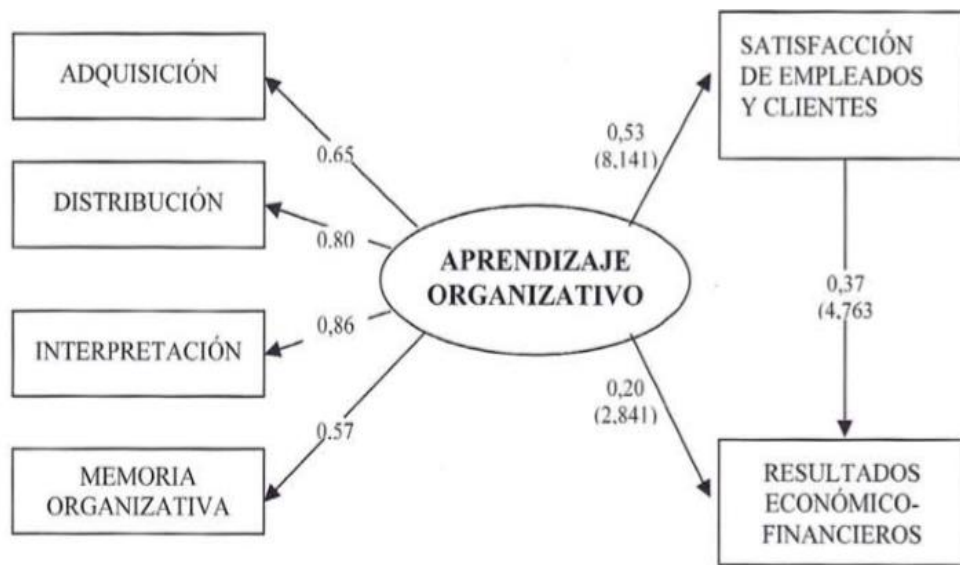 ADQUISICIÓN
0.65
DISTRIBUCIÓN
0.80
INTERPRETACIÓN
0,86
MEMORIA
ORGANIZATIVA
0.57
APRENDIZAJE
ORGANIZATIVO
0,53
(8,141)
SATISFACCIÓN
DE EMPLEADOS
Y CLIENTES
0,37
(4,763
0,20
(2,841)
RESULTADOS
ECONÓMICO-
FINANCIEROS